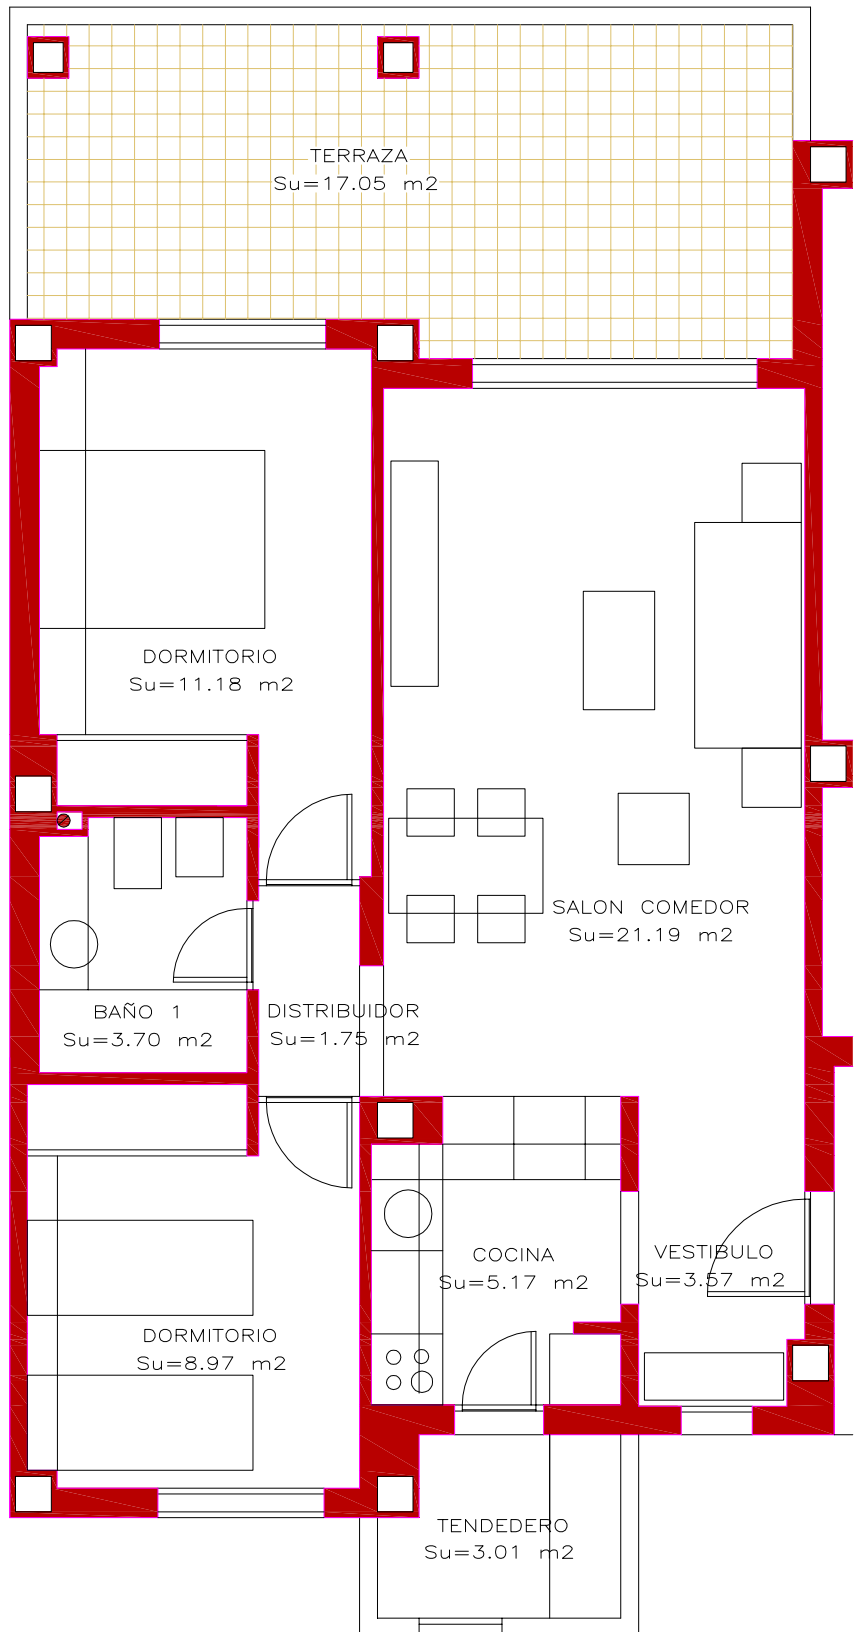 TERRAZA
Su=17.05 m2
DORMITORIO
Su=11.18 m2
SALON COMEDOR
Su=21.19 m2
BAÑO 1
Su=3.70 m2
DISTRIBUIDOR
Su=1.75 m2
COCINA
Su=5.17 m2
VESTIBULO
Su=3.57 m2
DORMITORIO
Su=8.97 m2
TENDEDERO
Su=3.01 m2